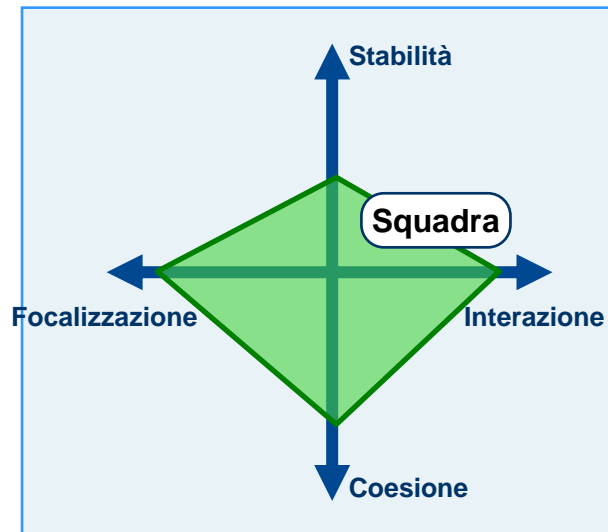 Stabilità
Squadra
Focalizzazione
Interazione
Coesione